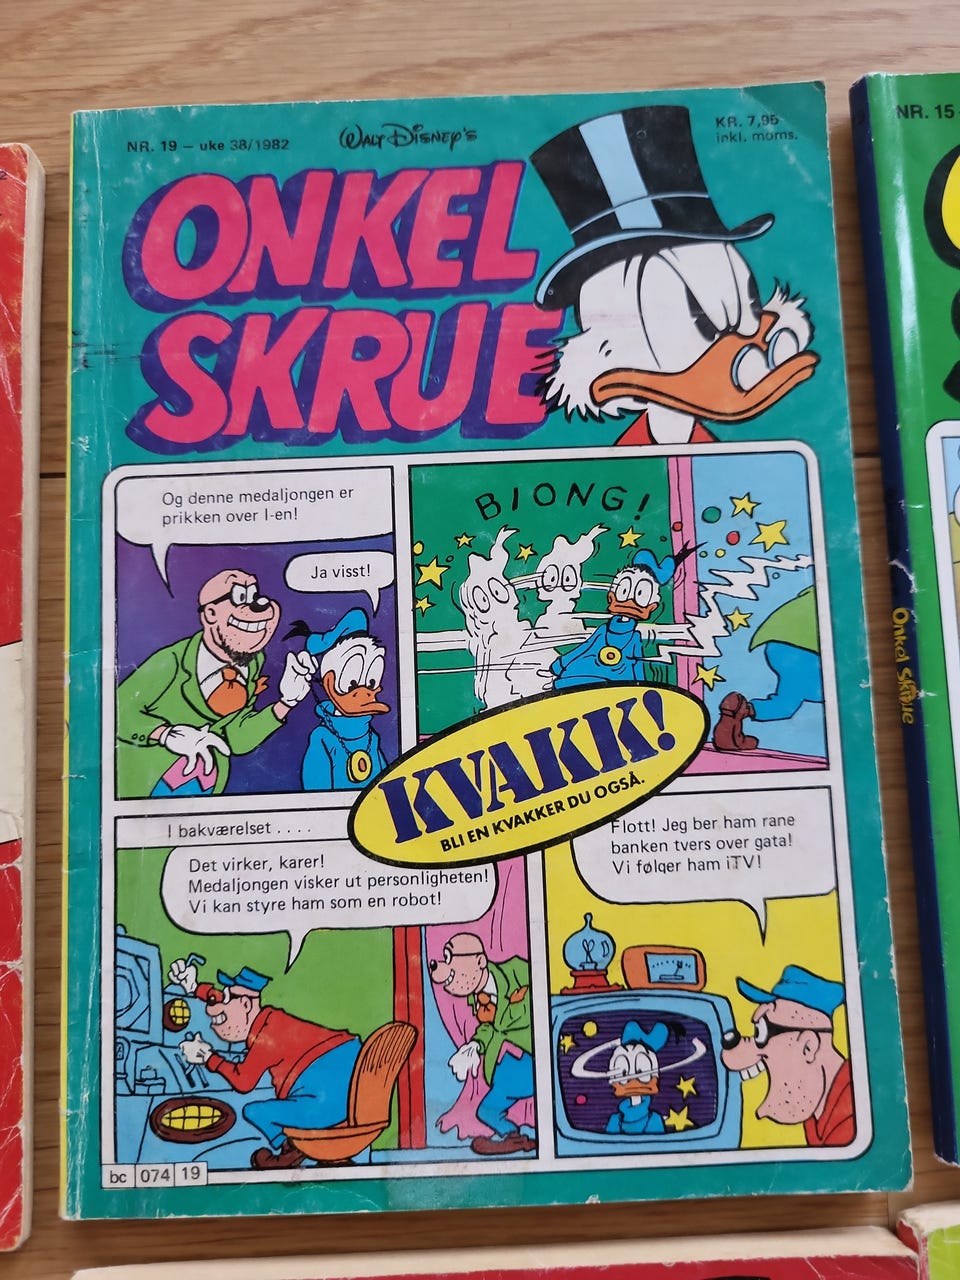 NR. 19 – uke 38/1982
WALT DISNEY'S
KR. 7,95
inkl. moms.
ONKEL
SKRUE
Og denne medaljongen er
prikken over I-en!
Ja visst!
BIONG!
KVAKK!
BLI EN KVAKKER DU OGSÅ.
I bakværelset . . . .
Det virker, karer!
Medaljongen visker ut personligheten!
Vi kan styre ham som en robot!
Flott! Jeg ber ham rane
banken tvers over gata!
Vi følger ham iTV!
bc 074 19
NR. 15
Onkel Skrue